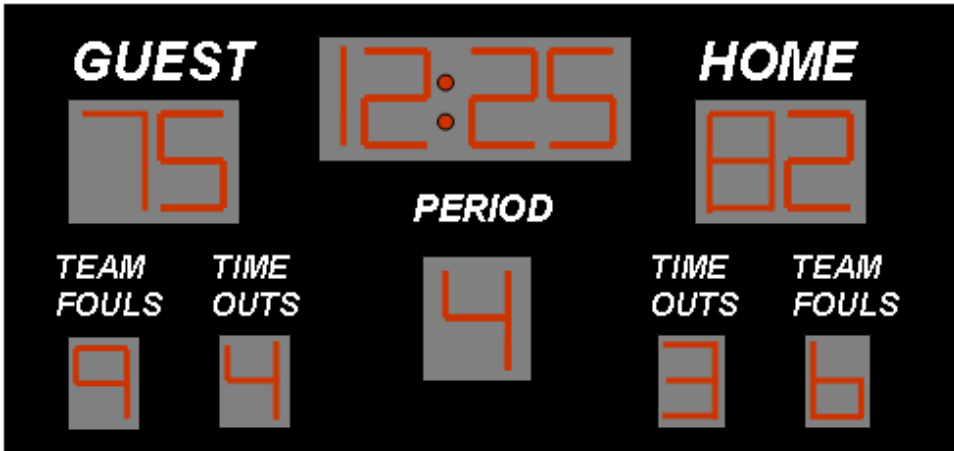 GUEST
12:25
HOME
75
82
PERIOD
4
TEAM
FOULS
TIME
OUTS
TIME
OUTS
TEAM
FOULS
9
4
3
6